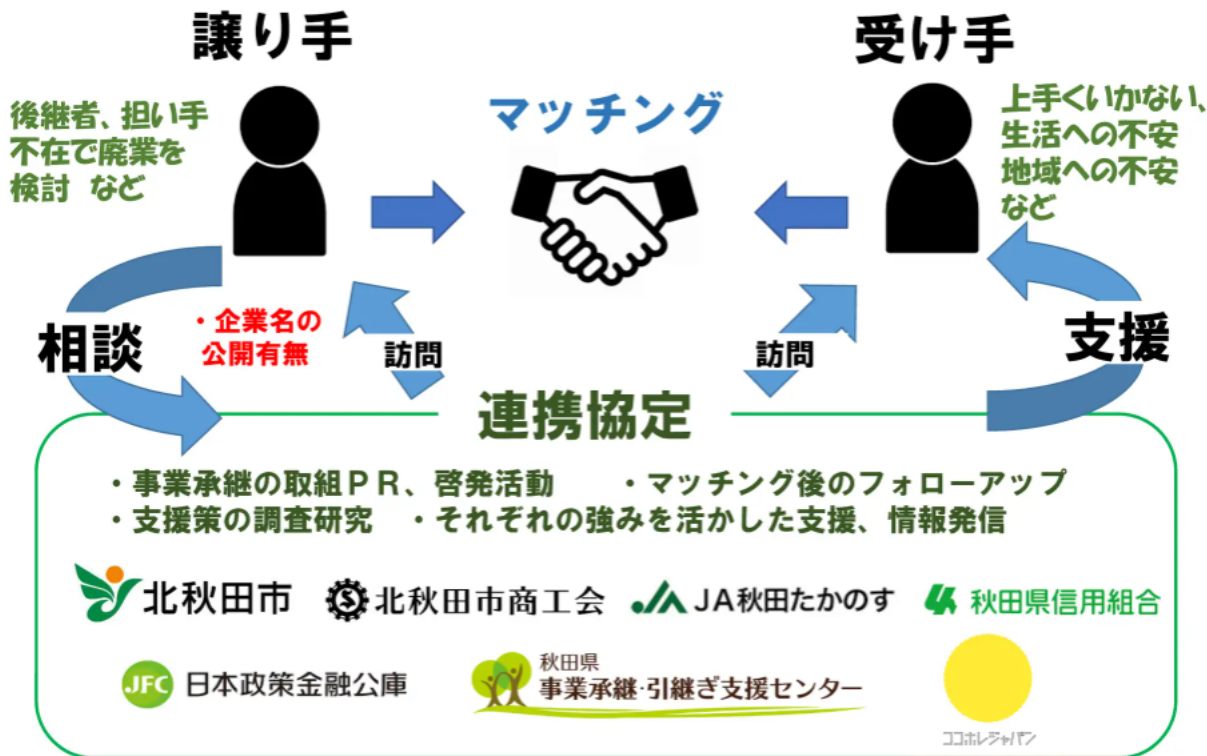 譲り手
受け手
後継者、担い手
不在で廃業を
検討 など
マッチング
上手くいかない、
生活への不安
地域への不安
など
相談
・企業名の
公開有無
訪問
訪問
支援
連携協定
・事業承継の取組PR、啓発活動 ・マッチング後のフォローアップ
・支援策の調査研究 ・それぞれの強みを活かした支援、情報発信
北秋田市
北秋田市商工会
JA秋田たかのす
秋田県信用組合
JFC 日本政策金融公庫
秋田県
事業承継・引継ぎ支援センター
ココホレジャパン